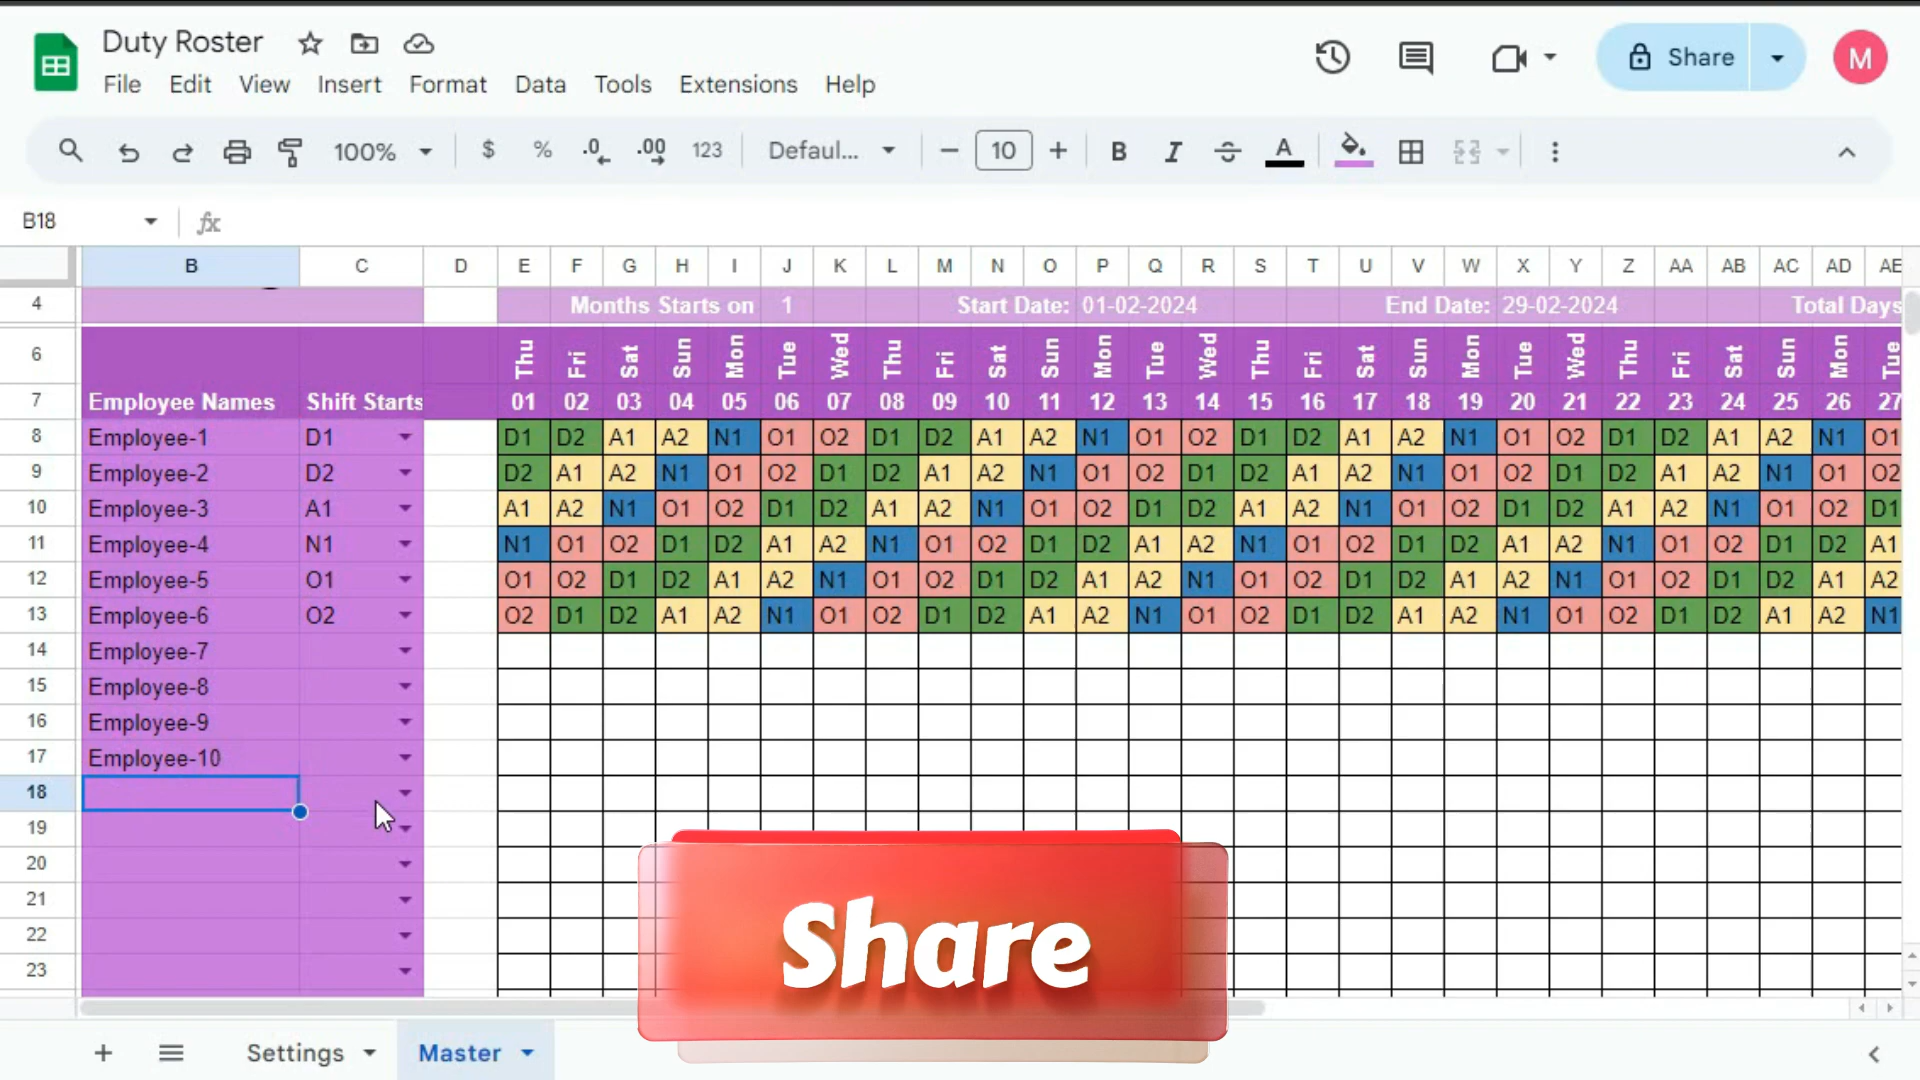 Duty Roster
File Edit View Insert Format Data Tools Extensions Help
Share
M
100% $ % .0 .00 123 Defaul... − 10 + B I S A
B18 fx
B C D E F G H I J K L M N O P Q R S T U V W X Y Z AA AB AC AD AE
4 Months Starts on 1 Start Date: 01-02-2024 End Date: 29-02-2024 Total Days
6 Thu Fri Sat Sun Mon Tue Wed Thu Fri Sat Sun Mon Tue Wed Thu Fri Sat Sun Mon Tue Wed Thu Fri Sat Sun Mon Tue
7 Employee Names Shift Starts 01 02 03 04 05 06 07 08 09 10 11 12 13 14 15 16 17 18 19 20 21 22 23 24 25 26 27
8 Employee-1 D1 D1 D2 A1 A2 N1 O1 O2 D1 D2 A1 A2 N1 O1 O2 D1 D2 A1 A2 N1 O1 O2 D1 D2 A1 A2 N1 O1
9 Employee-2 D2 D2 A1 A2 N1 O1 O2 D1 D2 A1 A2 N1 O1 O2 D1 D2 A1 A2 N1 O1 O2 D1 D2 A1 A2 N1 O1 O2
10 Employee-3 A1 A1 A2 N1 O1 O2 D1 D2 A1 A2 N1 O1 O2 D1 D2 A1 A2 N1 O1 O2 D1 D2 A1 A2 N1 O1 O2 D1
11 Employee-4 N1 N1 O1 O2 D1 D2 A1 A2 N1 O1 O2 D1 D2 A1 A2 N1 O1 O2 D1 D2 A1 A2 N1 O1 O2 D1 D2 A1
12 Employee-5 O1 O1 O2 D1 D2 A1 A2 N1 O1 O2 D1 D2 A1 A2 N1 O1 O2 D1 D2 A1 A2 N1 O1 O2 D1 D2 A1 A2
13 Employee-6 O2 O2 D1 D2 A1 A2 N1 O1 O2 D1 D2 A1 A2 N1 O1 O2 D1 D2 A1 A2 N1 O1 O2 D1 D2 A1 A2 N1
14 Employee-7
15 Employee-8
16 Employee-9
17 Employee-10
18
19
20
21
22
23
Share
+ Settings Master